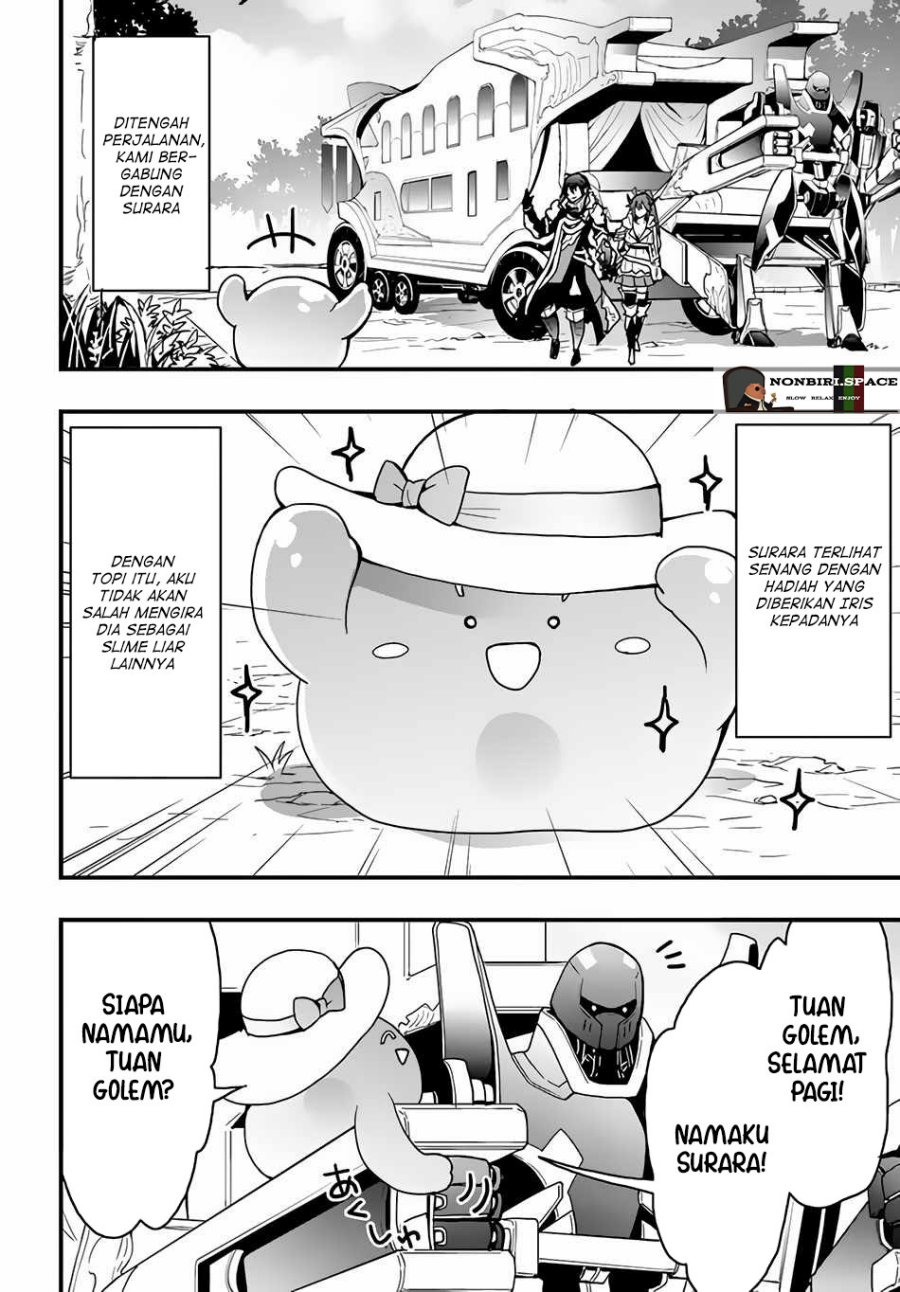 DITENGAH
PERJALANAN,
KAMI BER-
GABUNG
DENGAN
SURARA
NONBIRI.SPACE
SLOW RELAX ENJOY
SURARA TERLIHAT
SENANG DENGAN
HADIAH YANG
DIBERIKAN IRIS
KEPADANYA
DENGAN
TOPI ITU, AKU
TIDAK AKAN
SALAH MENGIRA
DIA SEBAGAI
SLIME LIAR
LAINNYA
TUAN
GOLEM,
SELAMAT
PAGI!
NAMAKU
SURARA!
SIAPA
NAMAMU,
TUAN
GOLEM?
あくしゅ